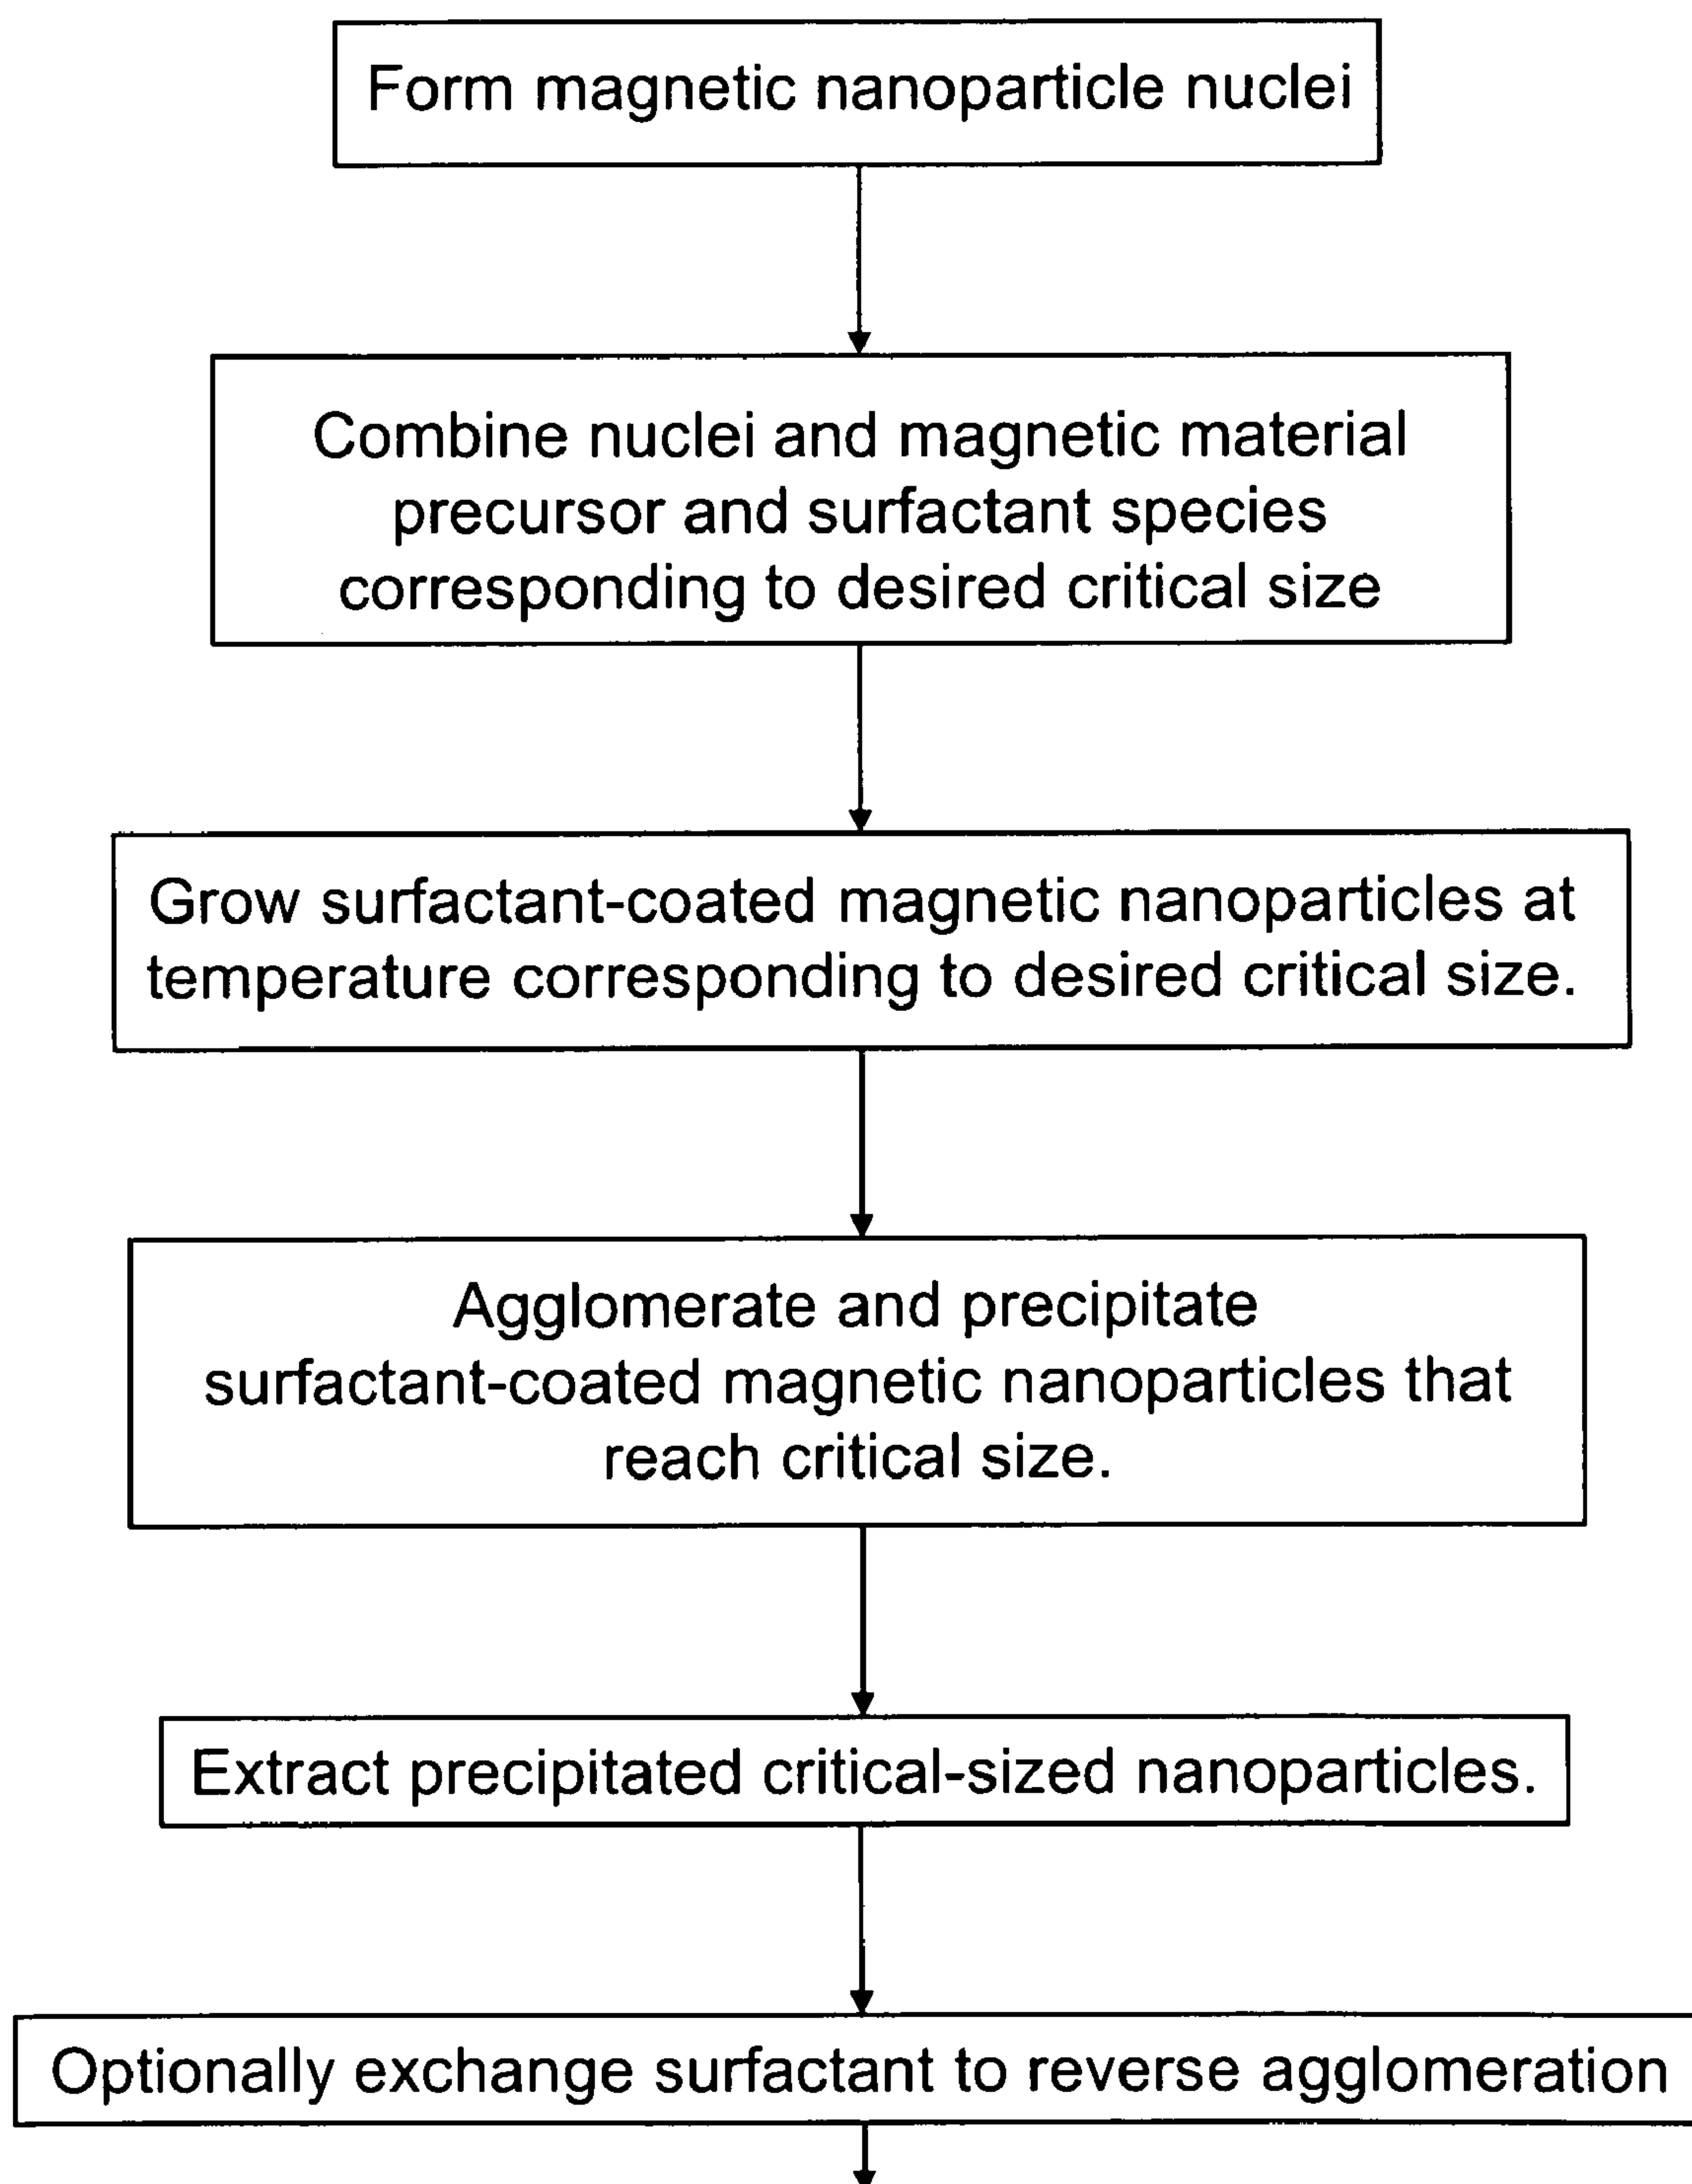 Form magnetic nanoparticle nuclei
Combine nuclei and magnetic material
precursor and surfactant species
corresponding to desired critical size
Grow surfactant-coated magnetic nanoparticles at
temperature corresponding to desired critical size.
Agglomerate and precipitate
surfactant-coated magnetic nanoparticles that
reach critical size.
Extract precipitated critical-sized nanoparticles.
Optionally exchange surfactant to reverse agglomeration